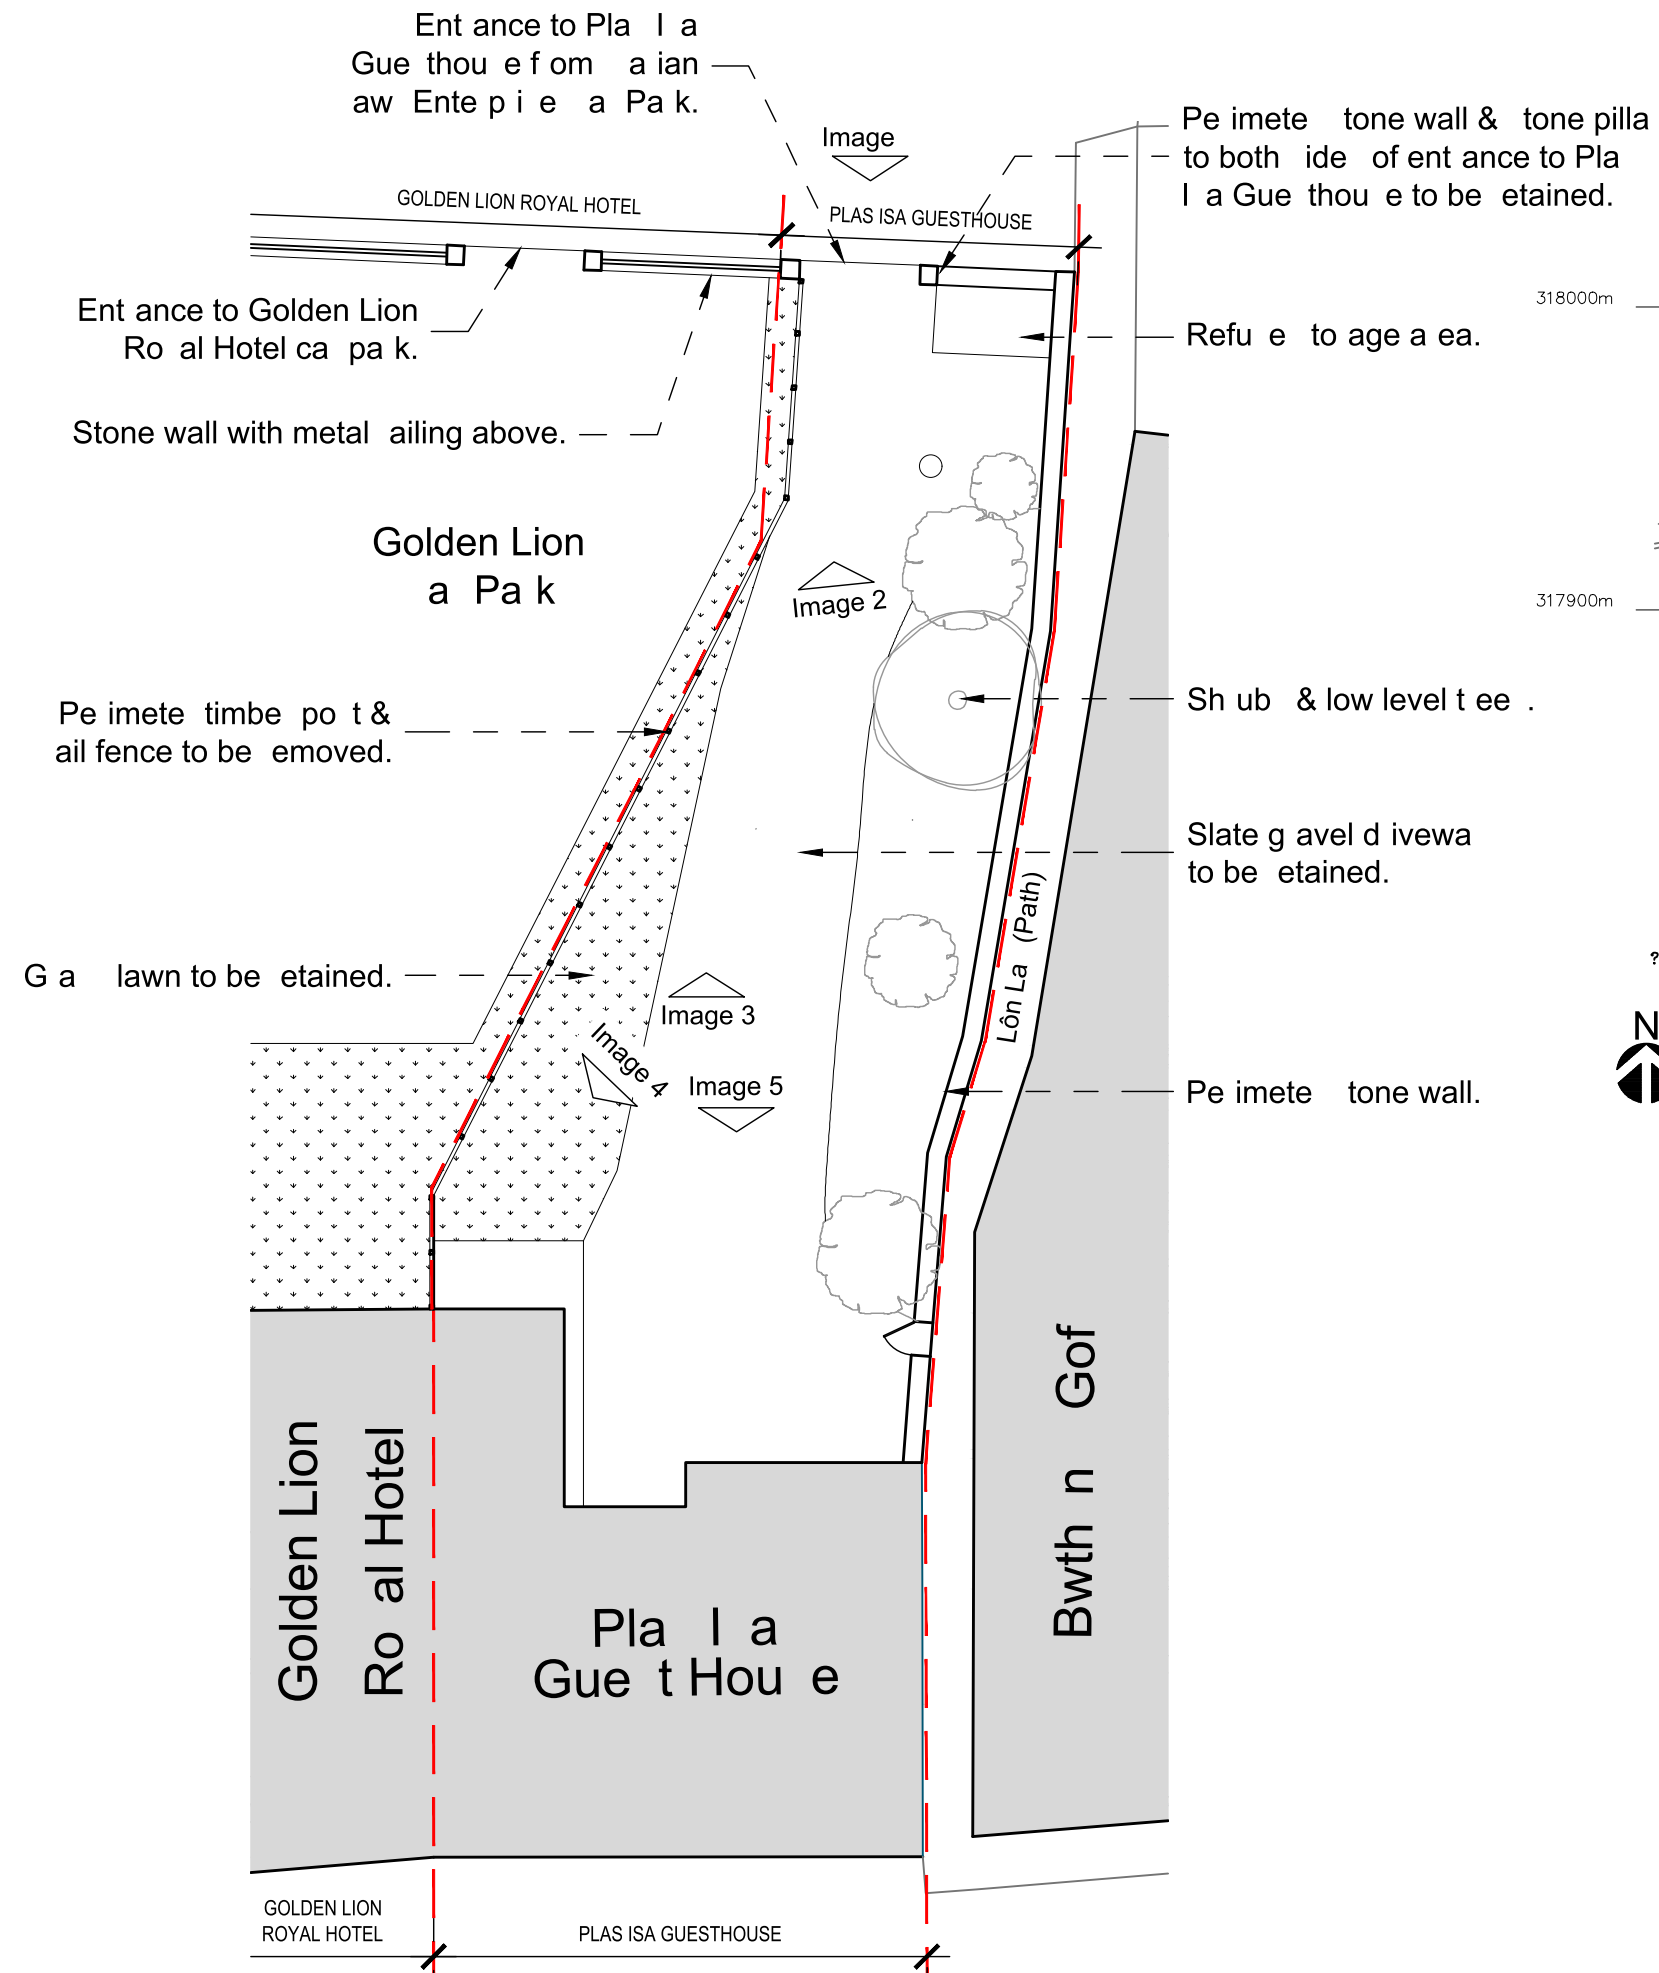 Ent ance to Pla  I a
Gue thou e f om  a ian
aw Ente p i e  a Pa k.
Image
Pe imete  tone wall &  tone pilla
to both  ide  of ent ance to Pla
I a Gue thou e to be  etained.
GOLDEN LION ROYAL HOTEL
PLAS ISA GUESTHOUSE
Ent ance to Golden Lion
Ro al Hotel ca  pa k.
318000m
Refu e  to age a ea.
Stone wall with metal  ailing above.
Golden Lion
a  Pa k
Image 2
317900m
Pe imete  timbe  po t &
ail fence to be  emoved.
Sh ub  & low level t ee .
Slate g avel d ivewa
to be  etained.
Lôn La  (Path)
G a  lawn to be  etained.
?
N
Image 3
Image 4
Image 5
Pe imete  tone wall.
Golden Lion
Ro al Hotel
Bwth n  Gof
Pla  I a
Gue t Hou e
GOLDEN LION
ROYAL HOTEL
PLAS ISA GUESTHOUSE